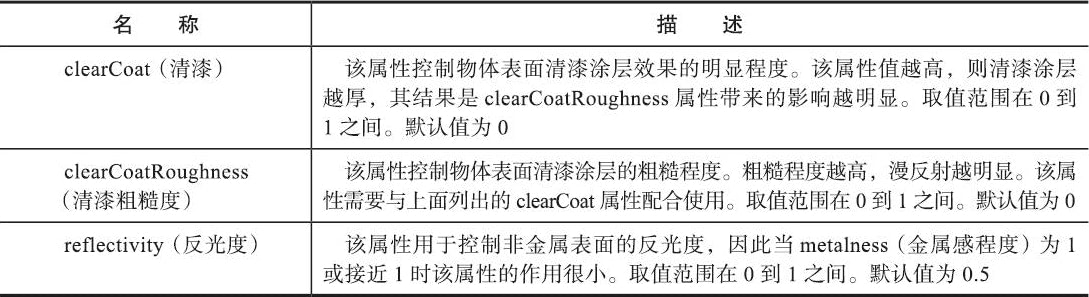 名 称 描 述
clearCoat（清漆） 该属性控制物体表面清漆涂层效果的明显程度。该属性值越高，则清漆涂层
越厚，其结果是 clearCoatRoughness 属性带来的影响越明显。取值范围在 0 到
1 之间。默认值为 0
clearCoatRoughness 该属性控制物体表面清漆涂层的粗糙程度。粗糙程度越高，漫反射越明显。该属
（清漆粗糙度） 性需要与上面列出的 clearCoat 属性配合使用。取值范围在 0 到 1 之间。默认值为 0
reflectivity（反光度） 该属性用于控制非金属表面的反光度，因此当 metalness（金属感程度）为 1
或接近 1 时该属性的作用很小。取值范围在 0 到 1 之间。默认值为 0.5